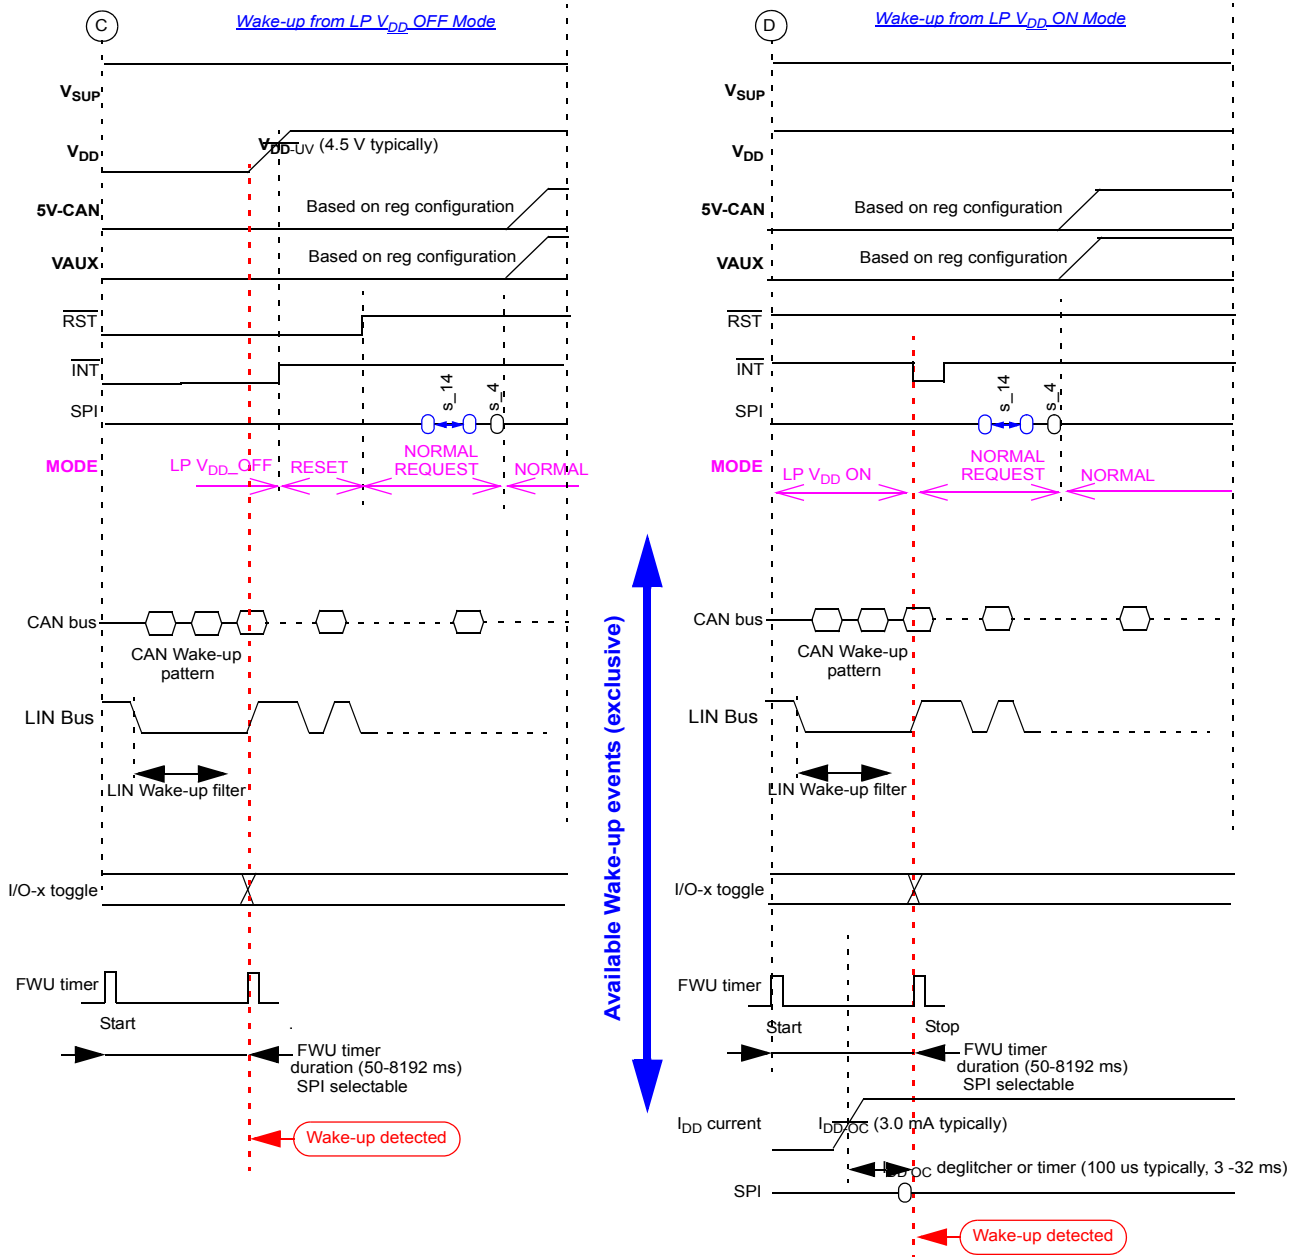 C
Wake-up from LP VDD OFF Mode
VSUP
VDD
VDD-UV (4.5 V typically)
5V-CAN
Based on reg configuration
VAUX
Based on reg configuration
RST
INT
s_14
s_4
SPI
MODE
LP VDD_OFF
RESET
NORMAL
REQUEST
NORMAL
CAN bus
CAN Wake-up
pattern
LIN Bus
LIN Wake-up filter
I/O-x toggle
FWU timer
Start
FWU timer
duration (50-8192 ms)
SPI selectable
Wake-up detected
Available Wake-up events (exclusive)
D
Wake-up from LP VDD ON Mode
VSUP
VDD
5V-CAN
Based on reg configuration
VAUX
Based on reg configuration
RST
INT
s_14
s_4
SPI
MODE
LP VDD ON
NORMAL
REQUEST
NORMAL
CAN bus
CAN Wake-up
pattern
LIN Bus
LIN Wake-up filter
I/O-x toggle
FWU timer
Start
Stop
FWU timer
duration (50-8192 ms)
SPI selectable
IDD current
IDD-OC (3.0 mA typically)
IDD-OC deglitcher or timer (100 us typically, 3 -32 ms)
SPI
Wake-up detected